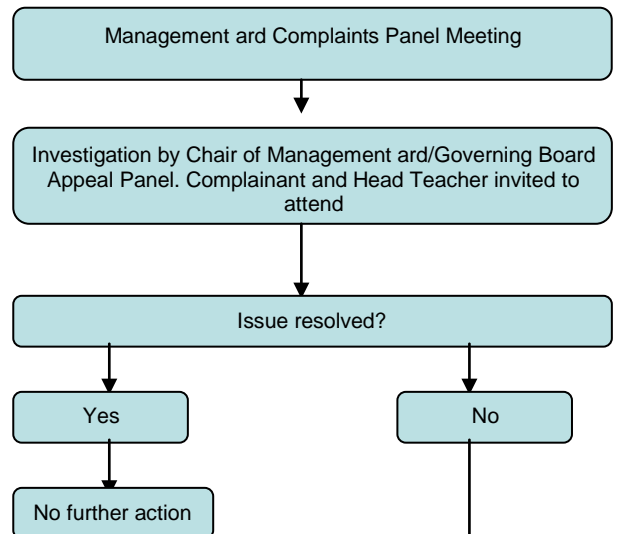 Management ard Complaints Panel Meeting
Investigation by Chair of Management ard/Governing Board
Appeal Panel. Complainant and Head Teacher invited to
attend
Issue resolved?
Yes
No
No further action